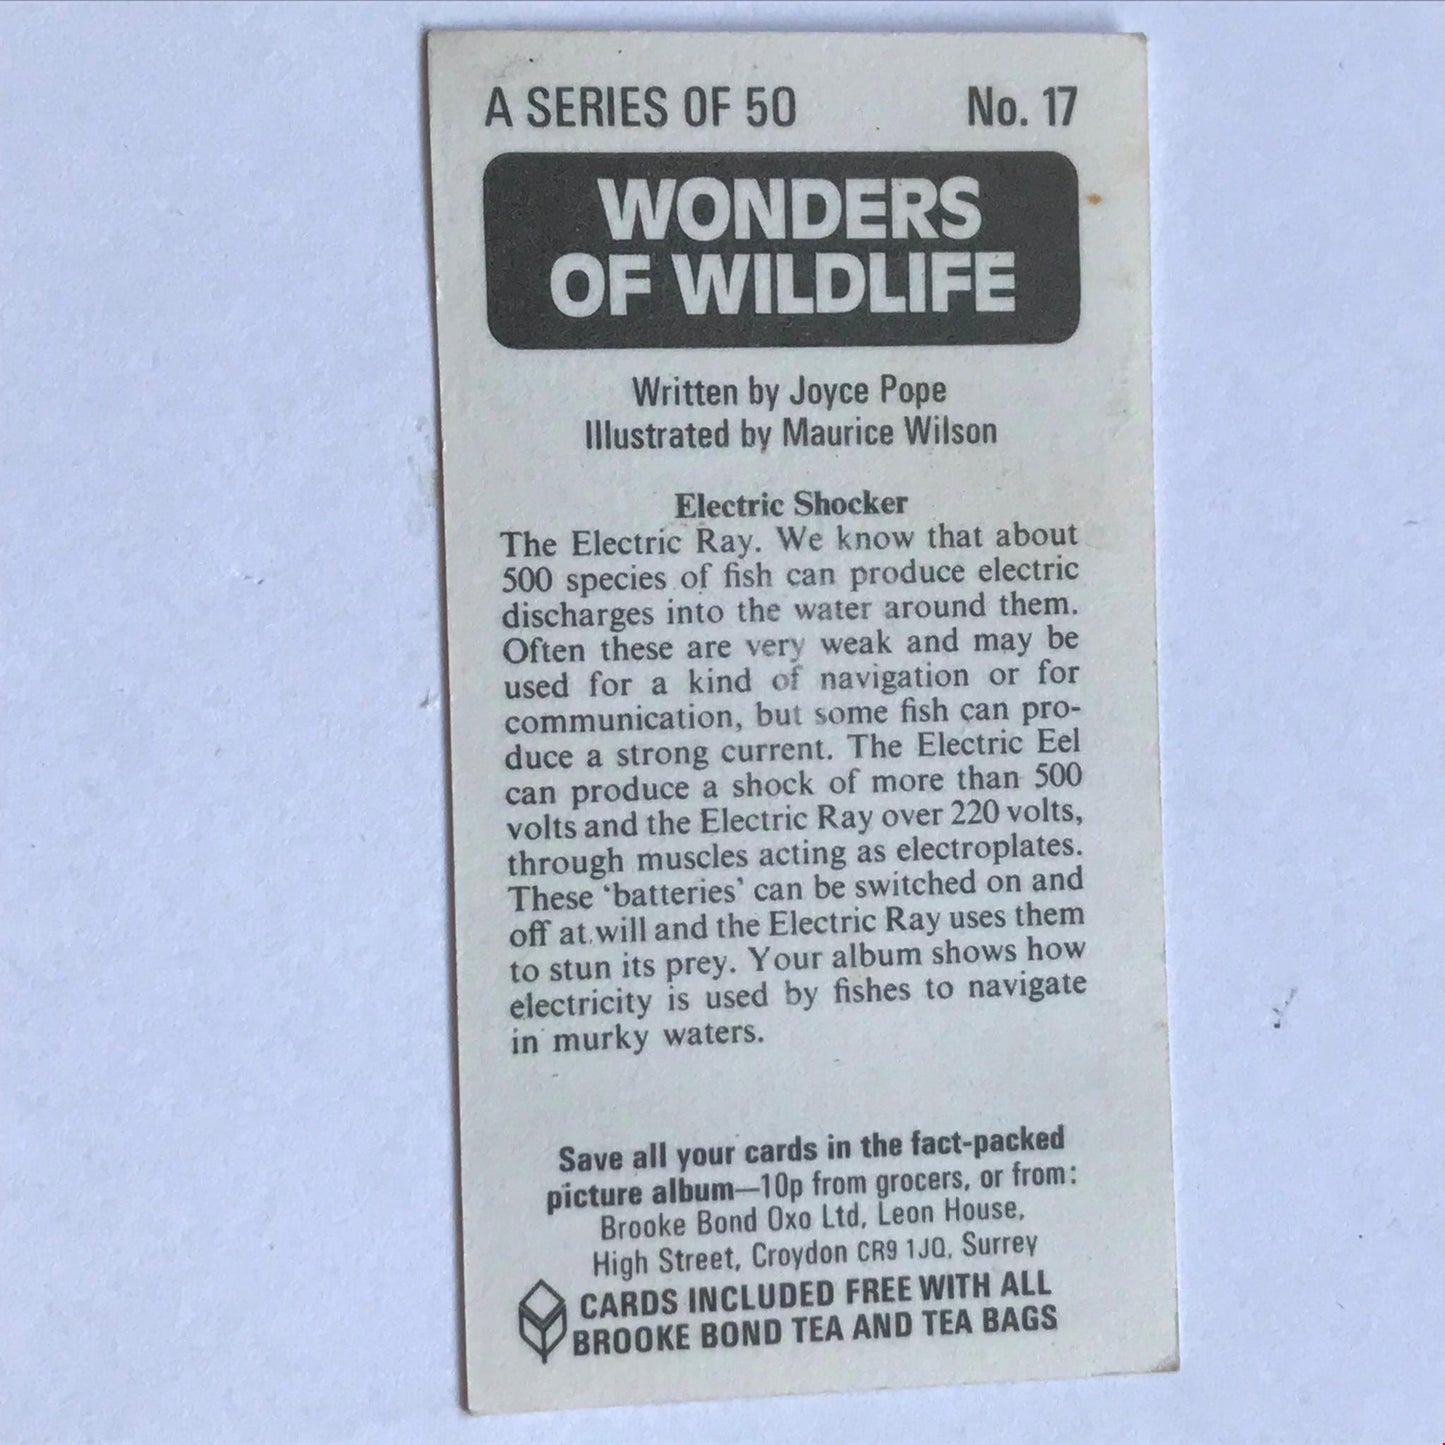 A SERIES OF 50 No. 17
WONDERS
OF WILDLIFE
Written by Joyce Pope
Illustrated by Maurice Wilson
Electric Shocker
The Electric Ray. We know that about
500 species of fish can produce electric
discharges into the water around them.
Often these are very weak and may be
used for a kind of navigation or for
communication, but some fish can pro-
duce a strong current. The Electric Eel
can produce a shock of more than 500
volts and the Electric Ray over 220 volts,
through muscles acting as electroplates.
These ‘batteries’ can be switched on and
off at will and the Electric Ray uses them
to stun its prey. Your album shows how
electricity is used by fishes to navigate
in murky waters.
Save all your cards in the fact-packed
picture album—10p from grocers, or from:
Brooke Bond Oxo Ltd, Leon House,
High Street, Croydon CR9 1JQ, Surrey
CARDS INCLUDED FREE WITH ALL
BROOKE BOND TEA AND TEA BAGS